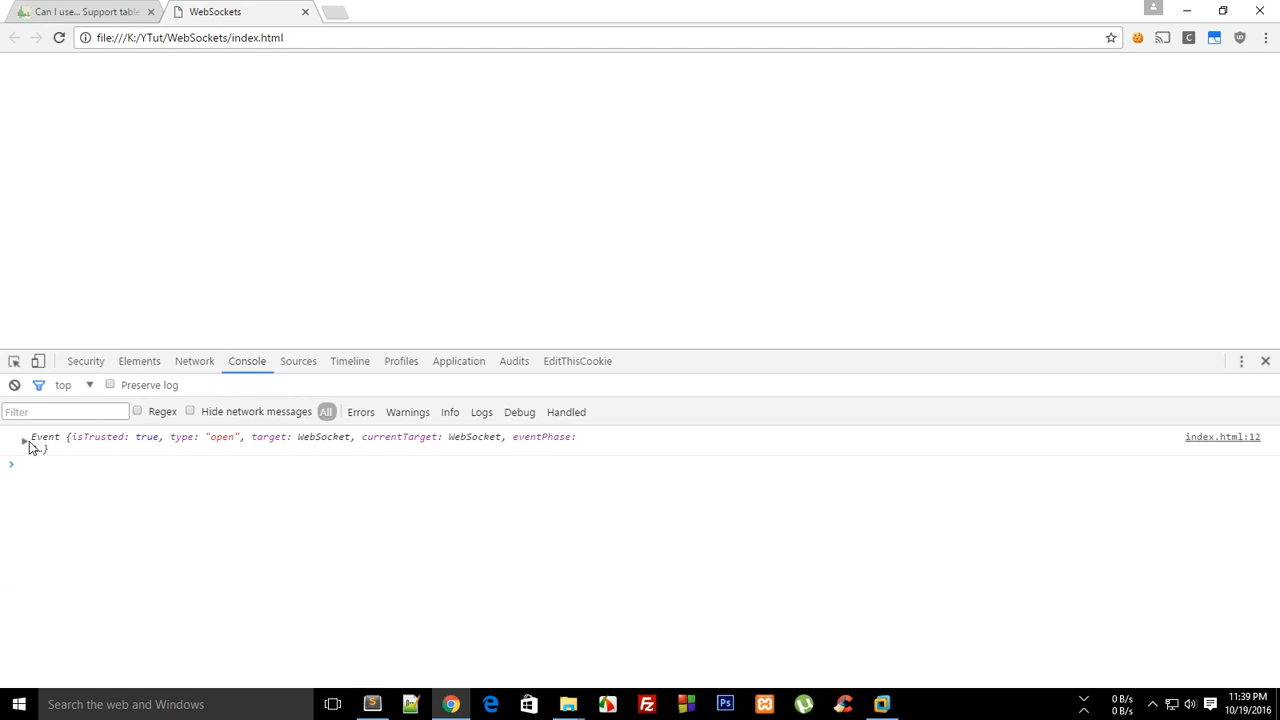 Can I use... Support table
WebSockets
file:///K:/YTut/WebSockets/index.html
Security Elements Network Console Sources Timeline Profiles Application Audits EditThisCookie
top Preserve log
Filter Regex Hide network messages All Errors Warnings Info Logs Debug Handled
Event {isTrusted: true, type: "open", target: WebSocket, currentTarget: WebSocket, eventPhase: index.html:12
…}
Search the web and Windows
0 B/s
0 B/s
11:39 PM
10/19/2016